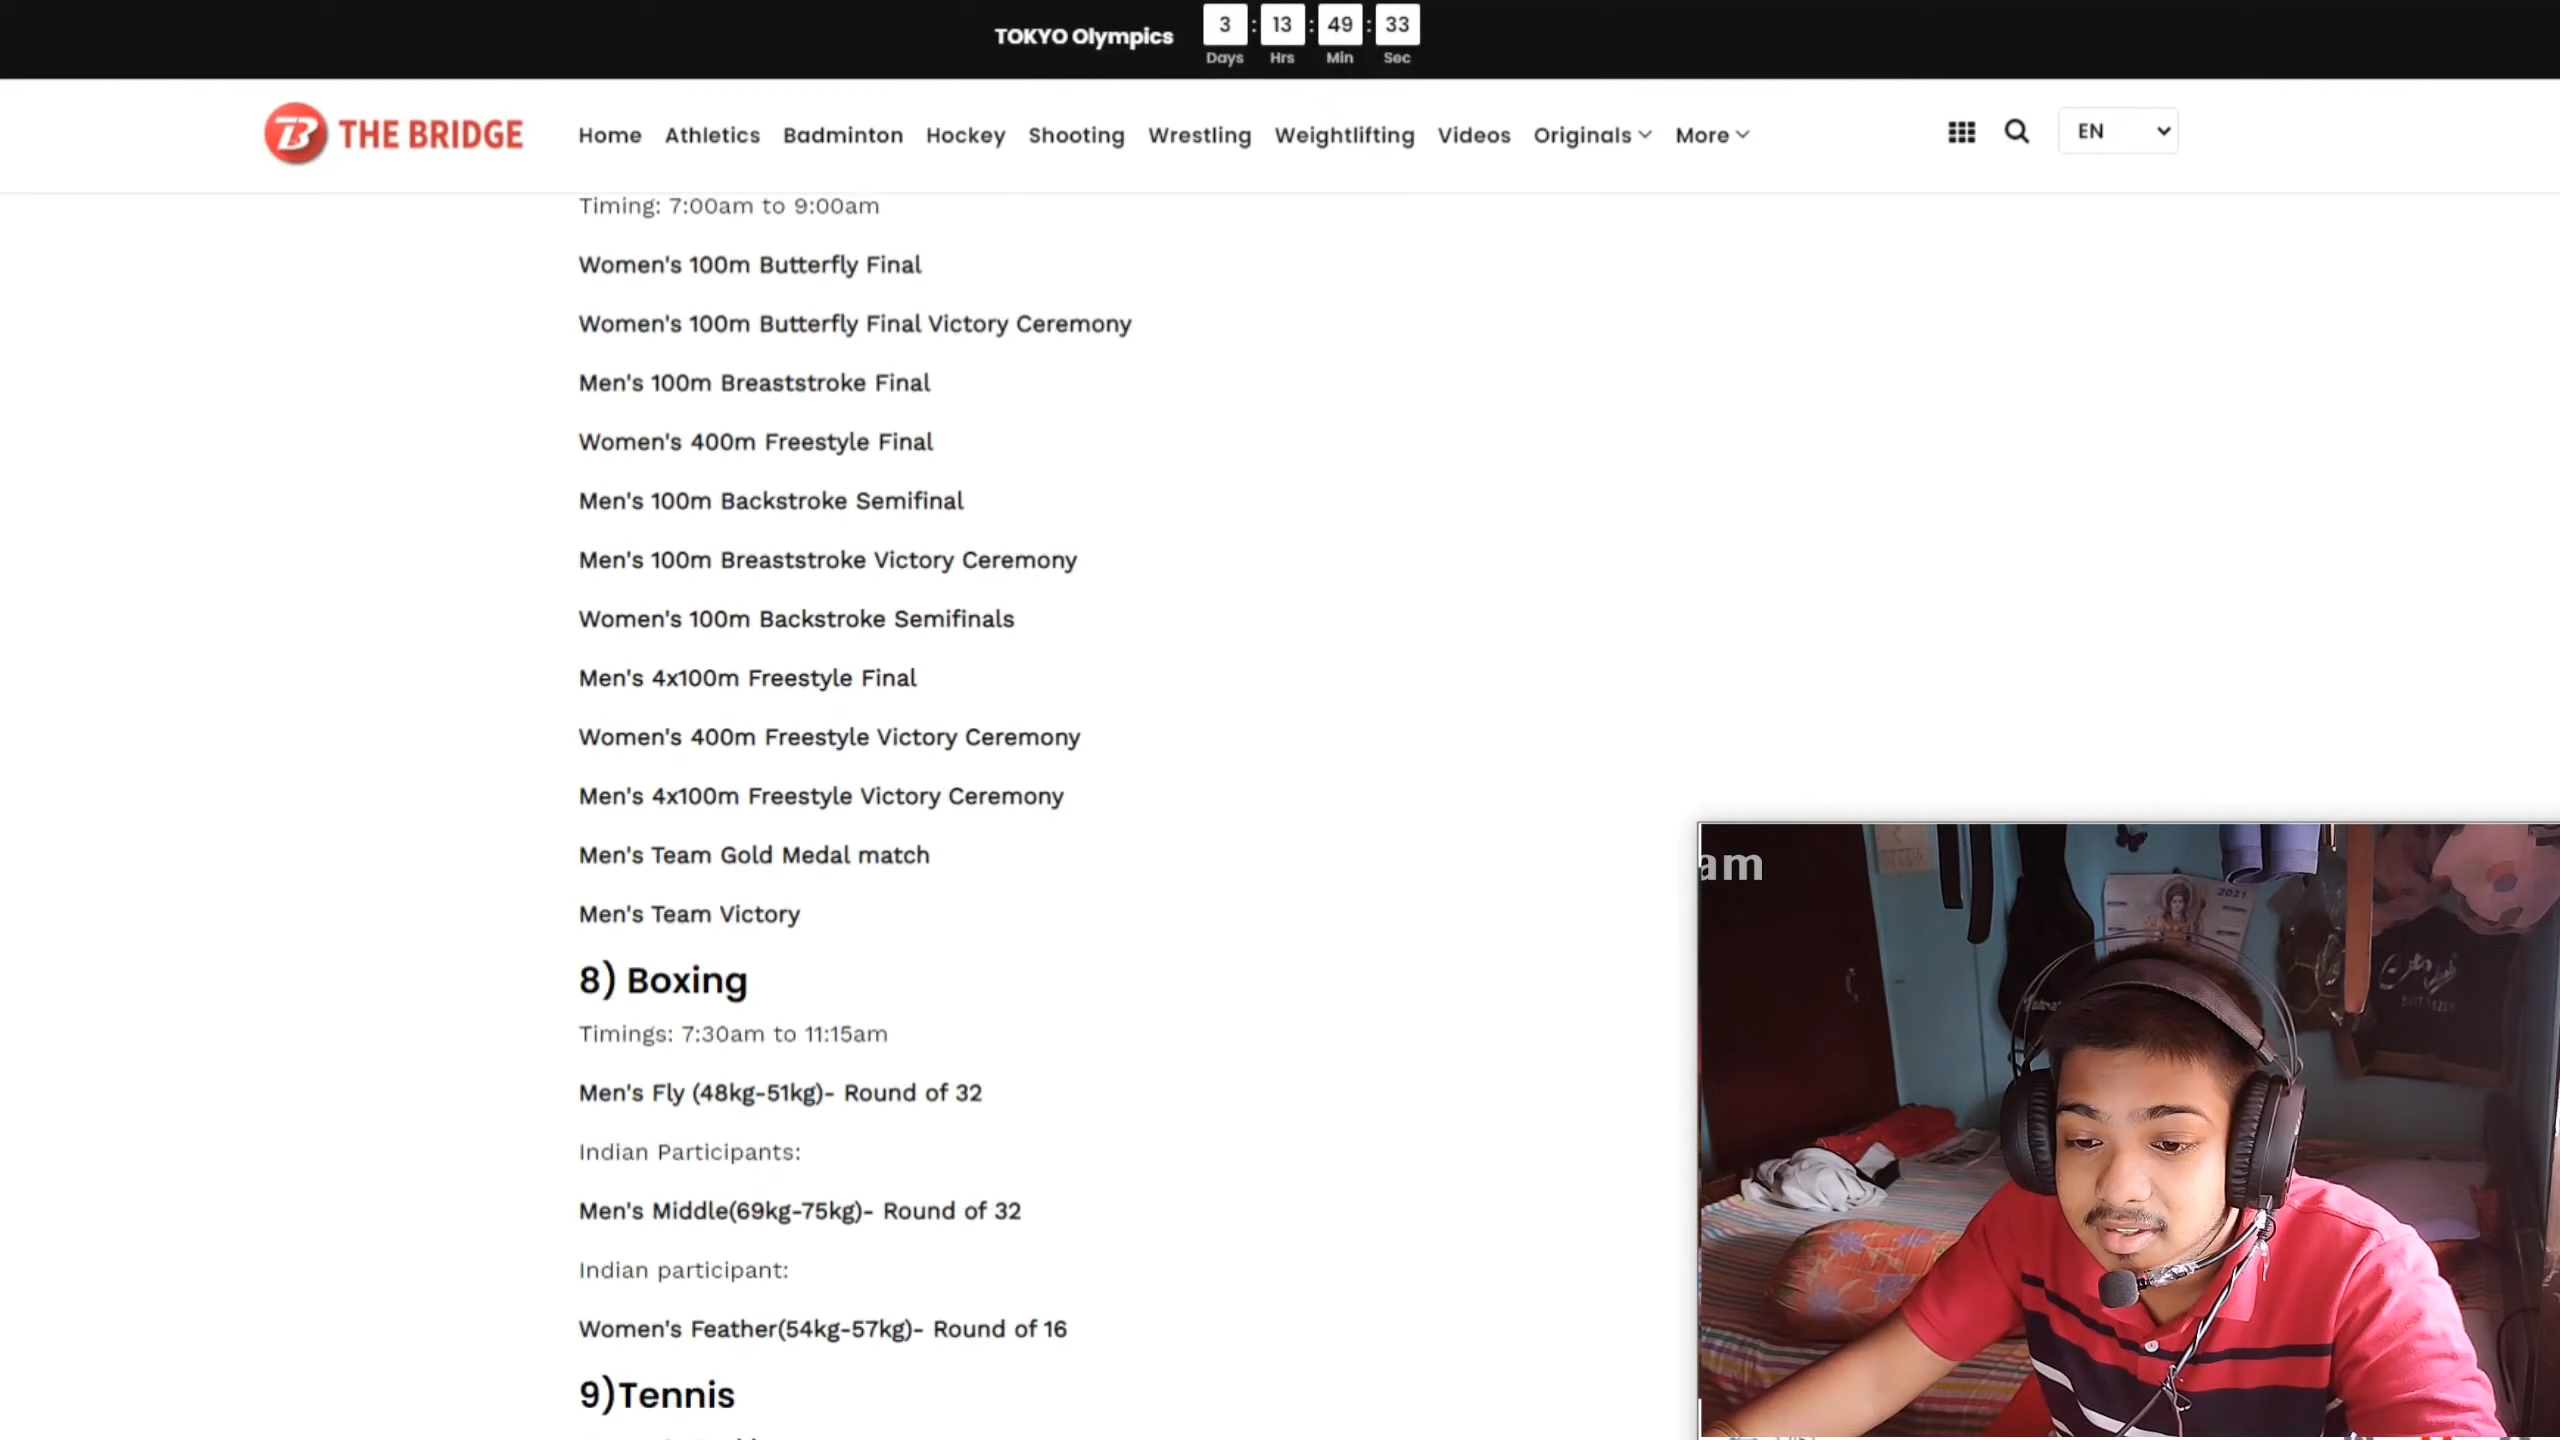 TOKYO Olympics 3 : 13 : 49 : 33
Days Hrs Min Sec
THE BRIDGE Home Athletics Badminton Hockey Shooting Wrestling Weightlifting Videos Originals More EN
Timing: 7:00am to 9:00am
Women's 100m Butterfly Final
Women's 100m Butterfly Final Victory Ceremony
Men's 100m Breaststroke Final
Women's 400m Freestyle Final
Men's 100m Backstroke Semifinal
Men's 100m Breaststroke Victory Ceremony
Women's 100m Backstroke Semifinals
Men's 4x100m Freestyle Final
Women's 400m Freestyle Victory Ceremony
Men's 4x100m Freestyle Victory Ceremony
Men's Team Gold Medal match
Men's Team Victory
8) Boxing
Timings: 7:30am to 11:15am
Men's Fly (48kg-51kg)- Round of 32
Indian Participants:
Men's Middle(69kg-75kg)- Round of 32
Indian participant:
Women's Feather(54kg-57kg)- Round of 16
9)Tennis
am
2021